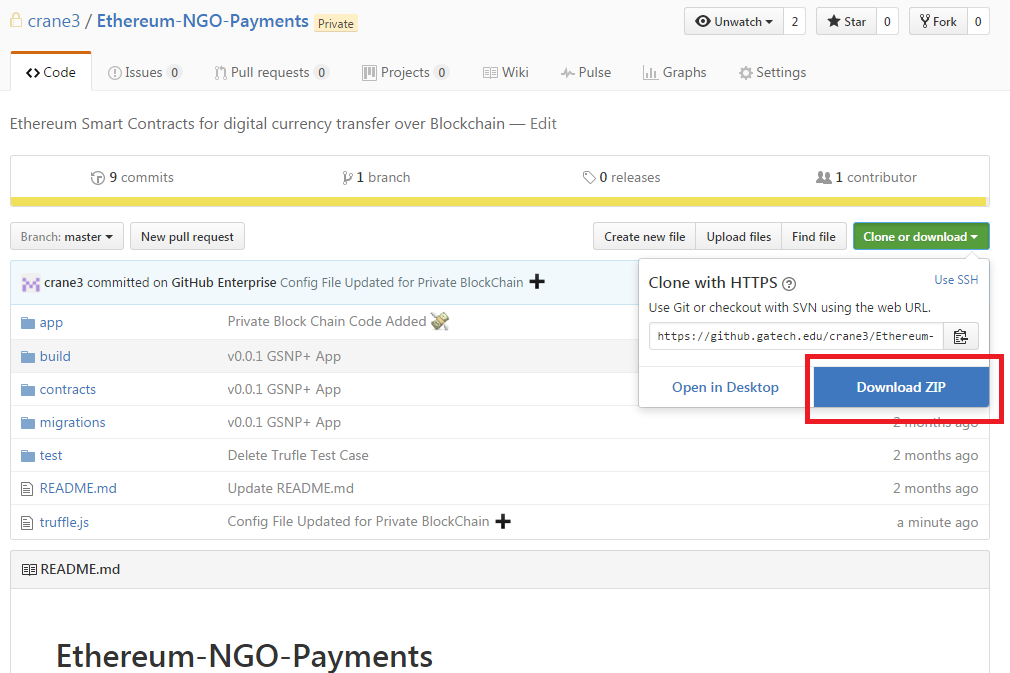 crane3 / Ethereum-NGO-Payments Private Unwatch 2 Star 0 Fork 0
Code Issues 0 Pull requests 0 Projects 0 Wiki Pulse Graphs Settings
Ethereum Smart Contracts for digital currency transfer over Blockchain — Edit
9 commits 1 branch 0 releases 1 contributor
Branch: master New pull request Create new file Upload files Find file Clone or download
crane3 committed on GitHub Enterprise Config File Updated for Private BlockChain
Clone with HTTPS ? Use SSH
Use Git or checkout with SVN using the web URL.
https://github.gatech.edu/crane3/Ethereum-
Open in Desktop Download ZIP
app Private Block Chain Code Added
build v0.0.1 GSNP+ App
contracts v0.0.1 GSNP+ App
migrations v0.0.1 GSNP+ App 2 months ago
test Delete Trufle Test Case 2 months ago
README.md Update README.md 2 months ago
truffle.js Config File Updated for Private BlockChain a minute ago
README.md
Ethereum-NGO-Payments